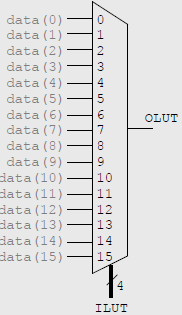 data(0) 0
data(1) 1
data(2) 2
data(3) 3
data(4) 4
data(5) 5
data(6) 6
data(7) 7
data(8) 8
data(9) 9
data(10) 10
data(11) 11
data(12) 12
data(13) 13
data(14) 14
data(15) 15
OLUT
4
ILUT